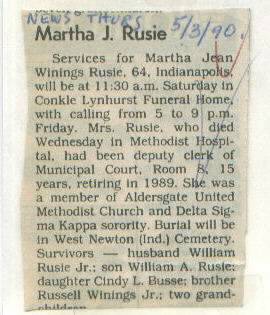 NEWS THURS 5/3/90.
Martha J. Rusie
Services for Martha Jean
Winings Rusie, 64, Indianapolis,
will be at 11:30 a.m. Saturday in
Conkle Lynhurst Funeral Home,
with calling from 5 to 9 p.m.
Friday. Mrs. Rusie, who died
Wednesday in Methodist Hospi-
tal, had been deputy clerk of
Municipal Court, Room 8, 15
years, retiring in 1989. She was
a member of Aldersgate United
Methodist Church and Delta Sig-
ma Kappa sorority. Burial will be
in West Newton (Ind.) Cemetery.
Survivors — husband William
Rusie Jr.; son William A. Rusie;
daughter Cindy L. Busse; brother
Russell Winings Jr.; two grand-
children.